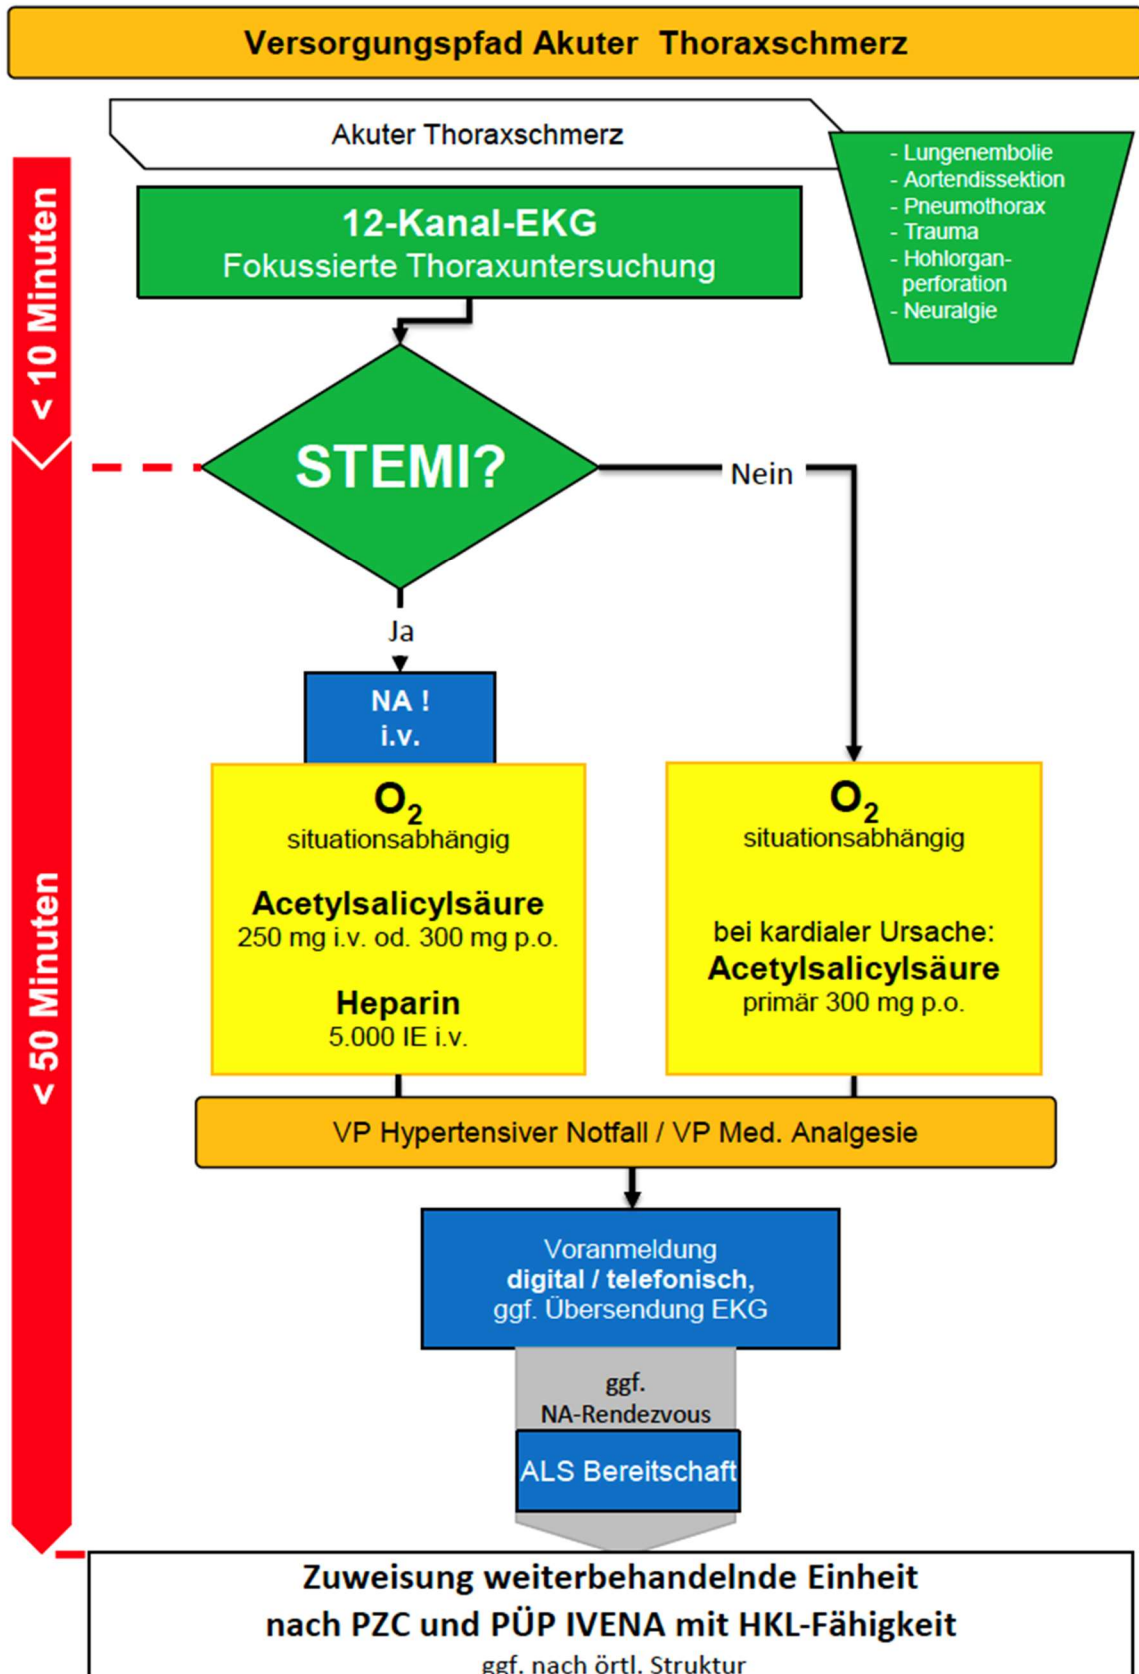 Versorgungspfad Akuter Thoraxschmerz
Akuter Thoraxschmerz
- Lungenembolie
- Aortendissektion
- Pneumothorax
- Trauma
- Hohlorgan-
perforation
- Neuralgie
12-Kanal-EKG
Fokussierte Thoraxuntersuchung
< 10 Minuten
STEMI?
Nein
Ja
NA !
i.v.
O₂
situationsabhängig
Acetylsalicylsäure
250 mg i.v. od. 300 mg p.o.
Heparin
5.000 IE i.v.
O₂
situationsabhängig
bei kardialer Ursache:
Acetylsalicylsäure
primär 300 mg p.o.
< 50 Minuten
VP Hypertensiver Notfall / VP Med. Analgesie
Voranmeldung
digital / telefonisch,
ggf. Übersendung EKG
ggf.
NA-Rendezvous
ALS Bereitschaft
Zuweisung weiterbehandelnde Einheit
nach PZC und PÜP IVENA mit HKL-Fähigkeit
ggf. nach örtl. Struktur